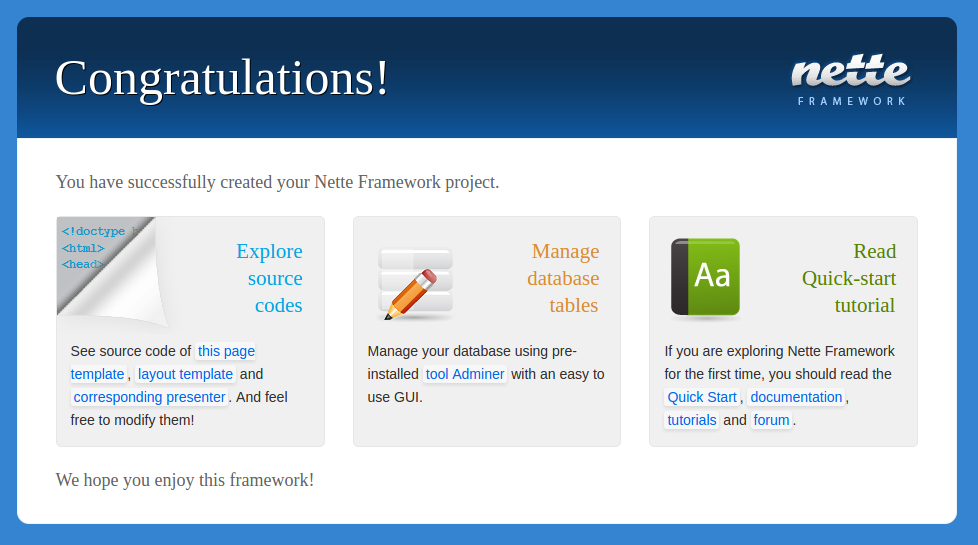 Congratulations!
nette
FRAMEWORK
You have successfully created your Nette Framework project.
<!doctype
<html>
<head>
Explore
source
codes
See source code of this page
template, layout template and
corresponding presenter. And feel
free to modify them!
Manage
database
tables
Manage your database using pre-
installed tool Adminer with an easy to
use GUI.
Aa
Read
Quick-start
tutorial
If you are exploring Nette Framework
for the first time, you should read the
Quick Start, documentation,
tutorials and forum.
We hope you enjoy this framework!